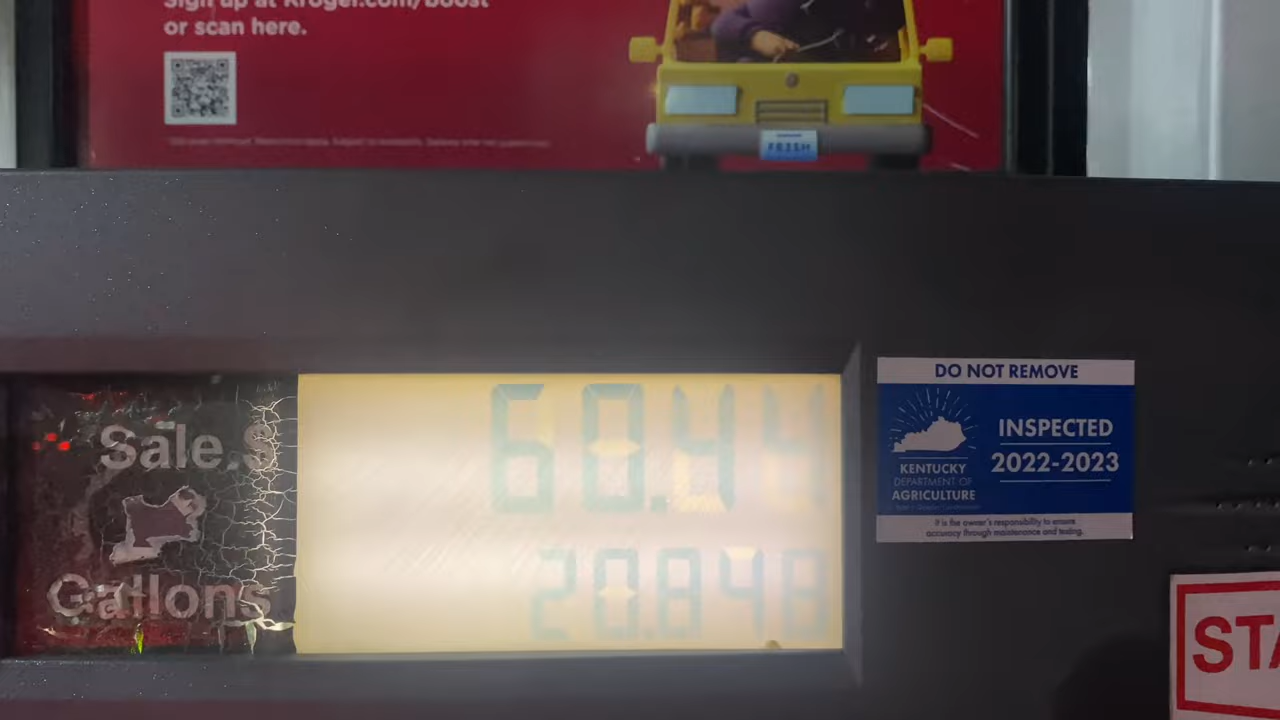 Sign up at Kroger.com/boost
or scan here.
FRESH
Sale $
60.44
Gallons
20.848
DO NOT REMOVE
INSPECTED
2022-2023
KENTUCKY
DEPARTMENT OF
AGRICULTURE
It is the owner's responsibility to ensure
accuracy through maintenance and testing.
STA